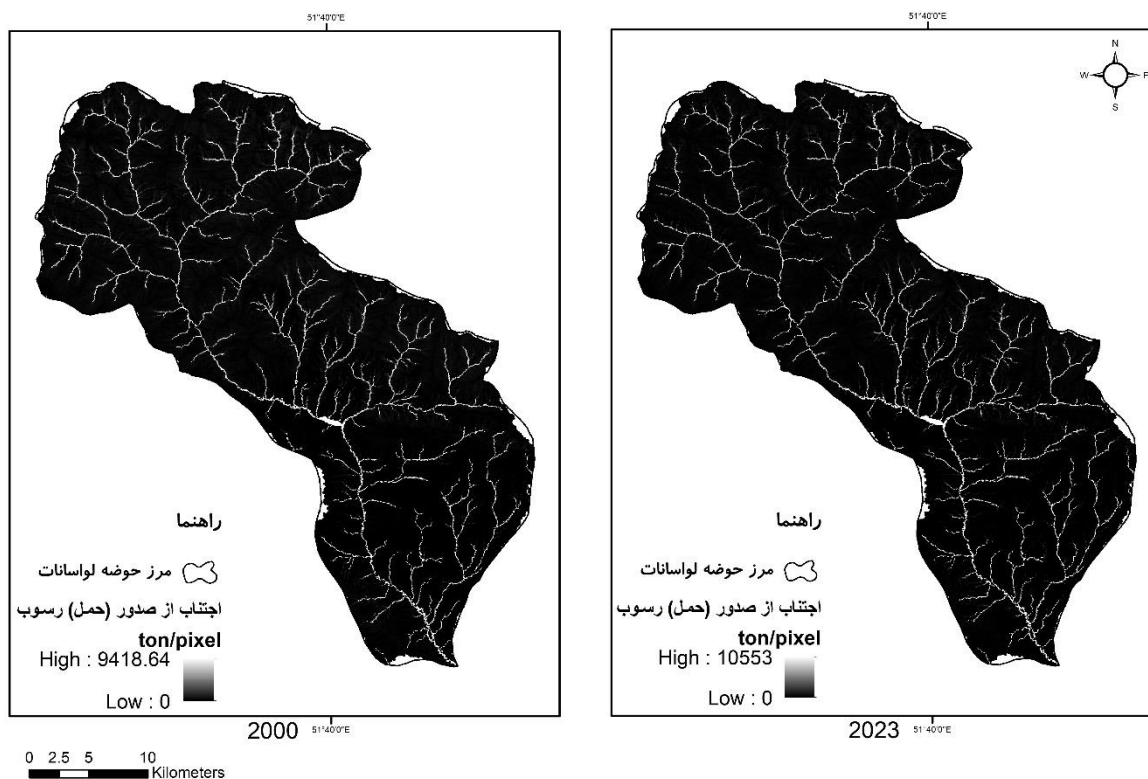 51°40'0"E
راهنما
مرز حوضه لواسانات
اجتناب از صدور (حمل) رسوب
ton/pixel
High : 9418.64
Low : 0
2000
51°40'0"E
0 2.5 5 10
Kilometers
51°40'0"E
N
W E
S
راهنما
مرز حوضه لواسانات
اجتناب از صدور (حمل) رسوب
ton/pixel
High : 10553
Low : 0
2023
51°40'0"E